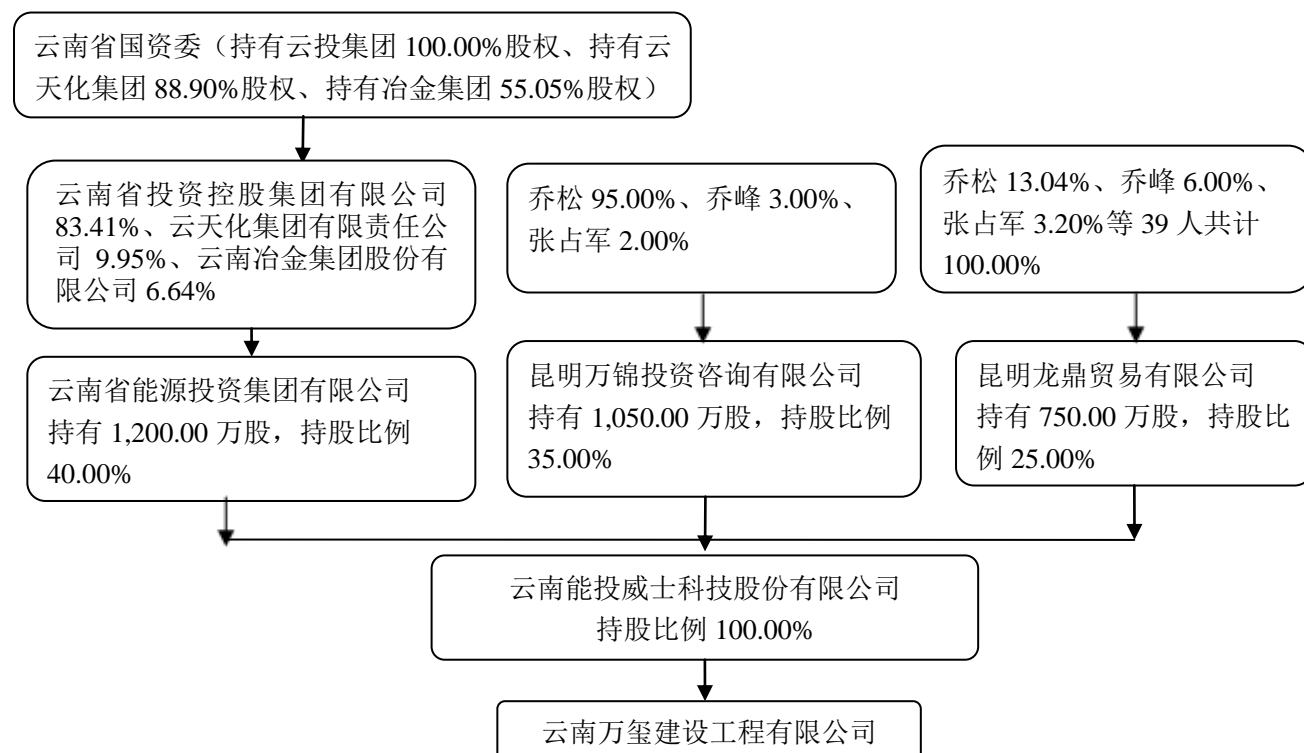 云南省国资委（持有云投集团 100.00%股权、持有云
天化集团 88.90%股权、持有冶金集团 55.05%股权）
云南省投资控股集团有限公司
83.41%、云天化集团有限责任公
司 9.95%、云南冶金集团股份有
限公司 6.64%
乔松 95.00%、乔峰 3.00%、
张占军 2.00%
乔松 13.04%、乔峰 6.00%、
张占军 3.20%等 39 人共计
100.00%
云南省能源投资集团有限公司
持有 1,200.00 万股，持股比例
40.00%
昆明万锦投资咨询有限公司
持有 1,050.00 万股，持股比例
35.00%
昆明龙鼎贸易有限公司
持有 750.00 万股，持股比
例 25.00%
云南能投威士科技股份有限公司
持股比例 100.00%
云南万玺建设工程有限公司